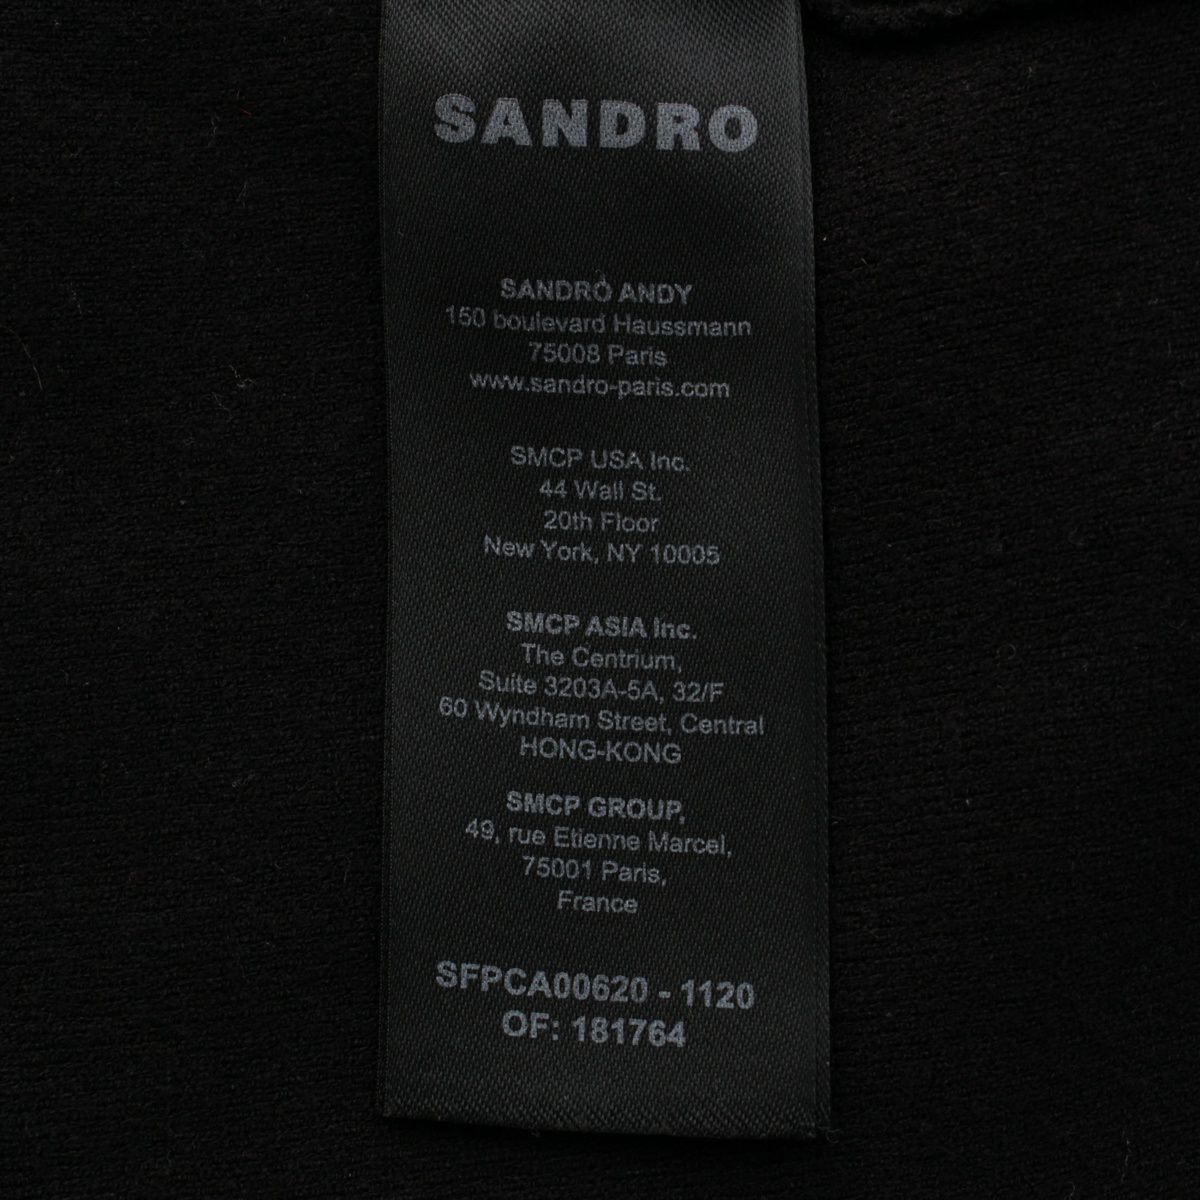 SANDRO
SANDRO ANDY
150 boulevard Haussmann
75008 Paris
www.sandro-paris.com
SMCP USA Inc.
44 Wall St.
20th Floor
New York, NY 10005
SMCP ASIA Inc.
The Centrium,
Suite 3203A-5A, 32/F
60 Wyndham Street, Central
HONG-KONG
SMCP GROUP,
49, rue Etienne Marcel,
75001 Paris,
France
SFPCA00620 - 1120
OF: 181764